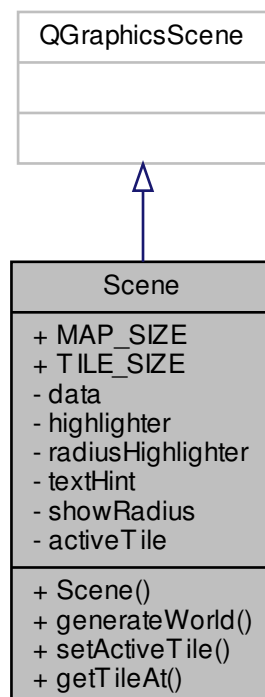 QGraphicsScene
Scene
+ MAP_SIZE
+ TILE_SIZE
- data
- highlighter
- radiusHighlighter
- textHint
- showRadius
- activeTile
+ Scene()
+ generateWorld()
+ setActiveTile()
+ getTileAt()